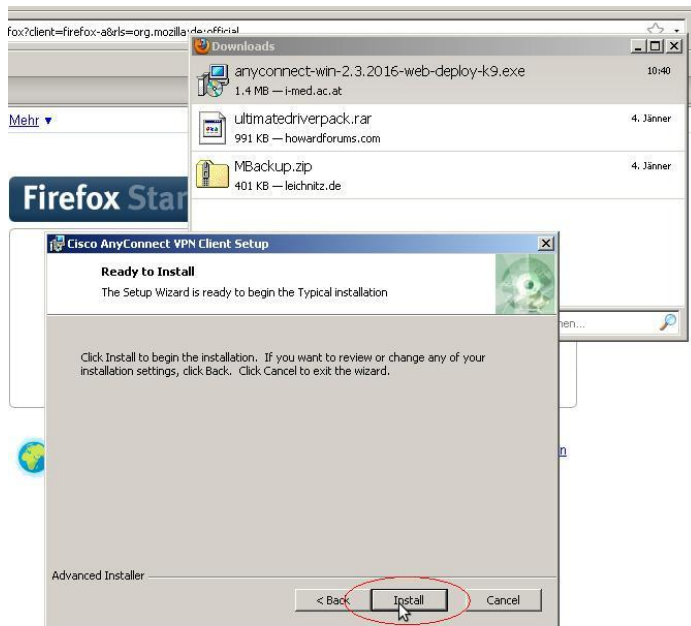 fox?client=firefox-a&rls=org.mozilla:de:official
Downloads
anyconnect-win-2.3.2016-web-deploy-k9.exe
10:40
1.4 MB — i-med.ac.at
ultimatedriverpack.rar
4. Jänner
991 KB — howardforums.com
MBackup.zip
4. Jänner
401 KB — leichnitz.de
Mehr ▼
Firefox Star
Cisco AnyConnect VPN Client Setup
Ready to Install
The Setup Wizard is ready to begin the Typical installation
hen...
Click Install to begin the installation. If you want to review or change any of your
installation settings, click Back. Click Cancel to exit the wizard.
n
Advanced Installer
< Back
Install
Cancel